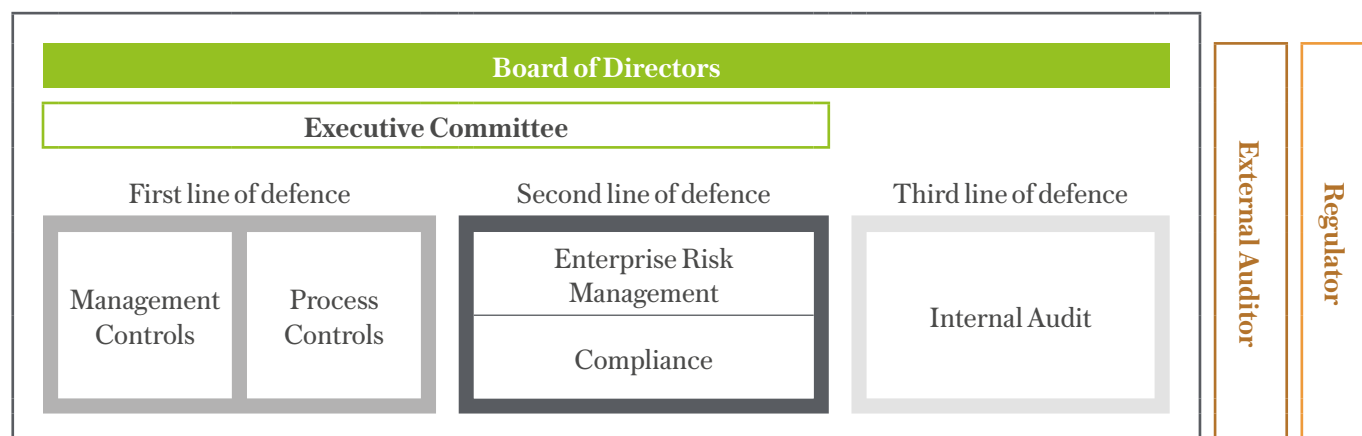 Board of Directors
Executive Committee
First line of defence
Second line of defence
Third line of defence
Management
Controls
Process
Controls
Enterprise Risk
Management
Compliance
Internal Audit
External Auditor
Regulator